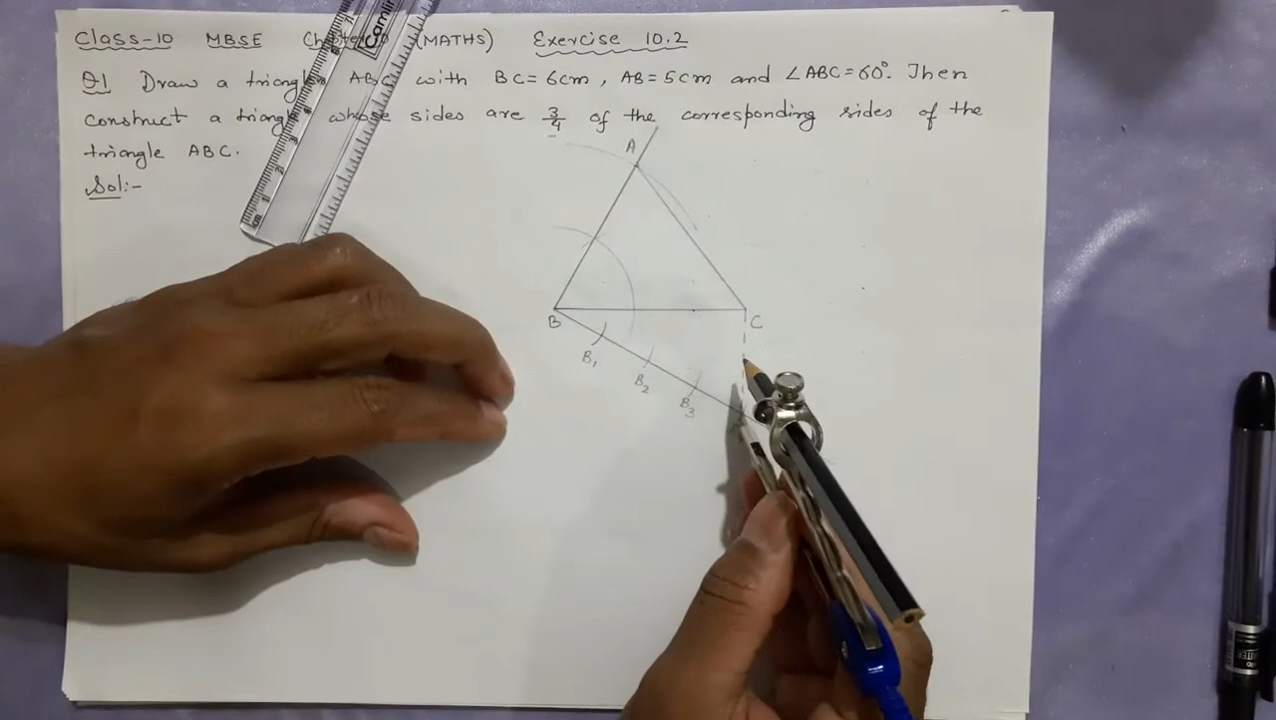 Class-10 MBSE (MATHS) Exercise 10.2
Q1 Draw a triangle ABC with BC = 6cm, AB = 5cm and ∠ABC = 60°. Then
construct a triangle whose sides are 3/4 of the corresponding sides of the
triangle ABC.
Sol:-
A
B C
B1
B2
B3